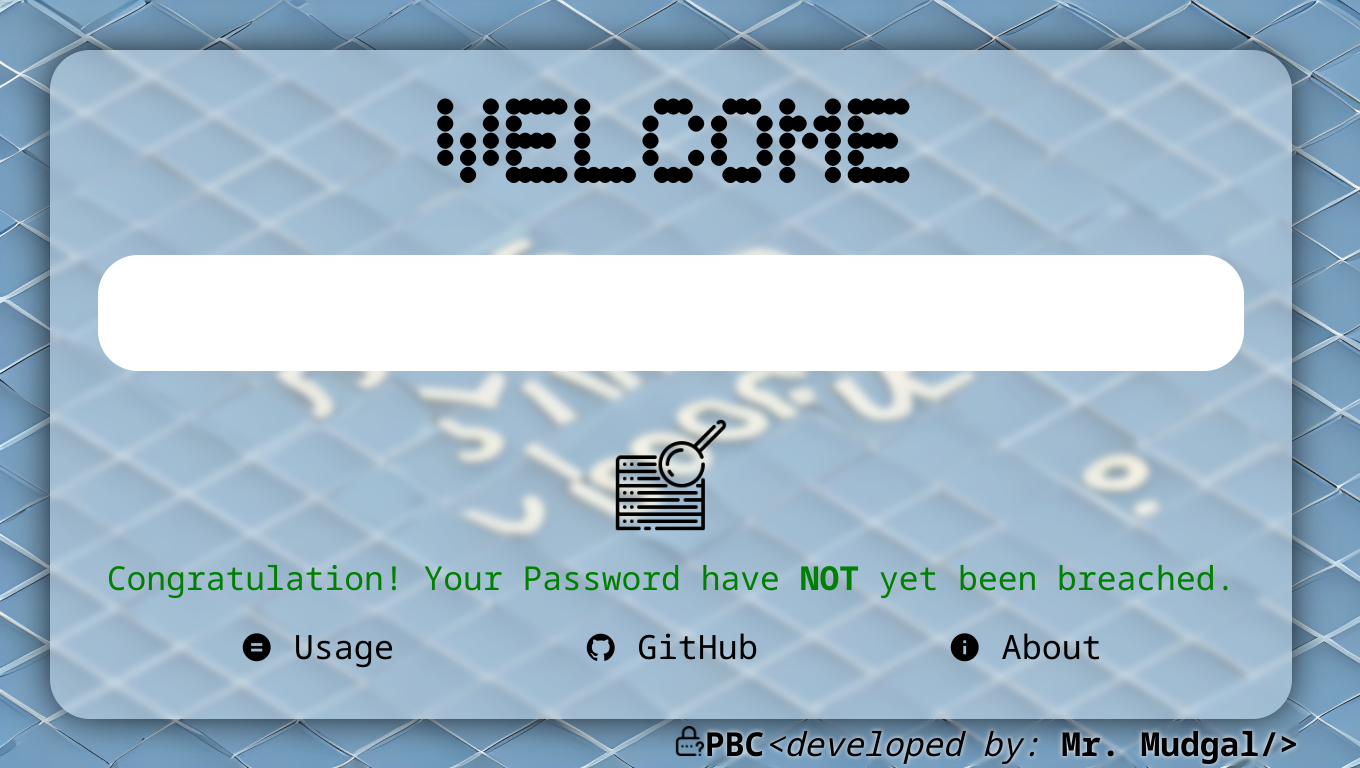 WELCOME
Congratulation! Your Password have NOT yet been breached.
Usage GitHub About
PBC<developed by: Mr. Mudgal/>